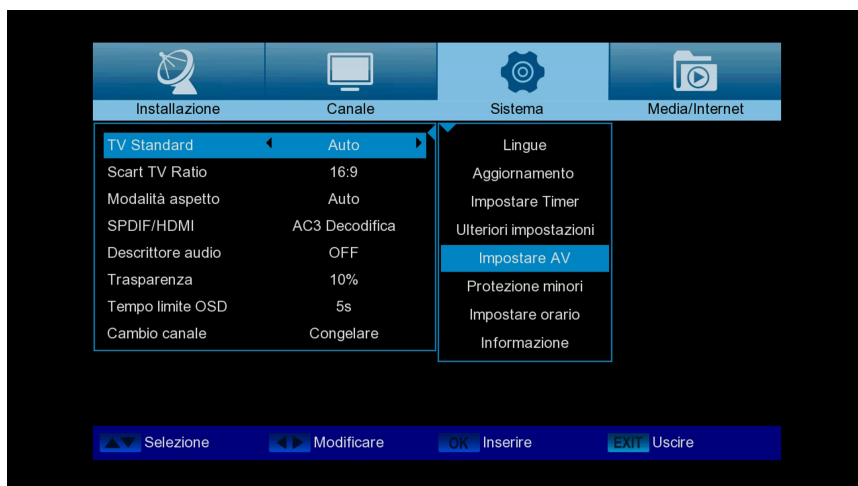 Installazione Canale Sistema Media/Internet
TV Standard Auto
Scart TV Ratio 16:9
Modalità aspetto Auto
SPDIF/HDMI AC3 Decodifica
Descrittore audio OFF
Trasparenza 10%
Tempo limite OSD 5s
Cambio canale Congelare
Lingue
Aggiornamento
Impostare Timer
Ulteriori impostazioni
Impostare AV
Protezione minori
Impostare orario
Informazione
Selezione Modificare OK Inserire EXIT Uscire